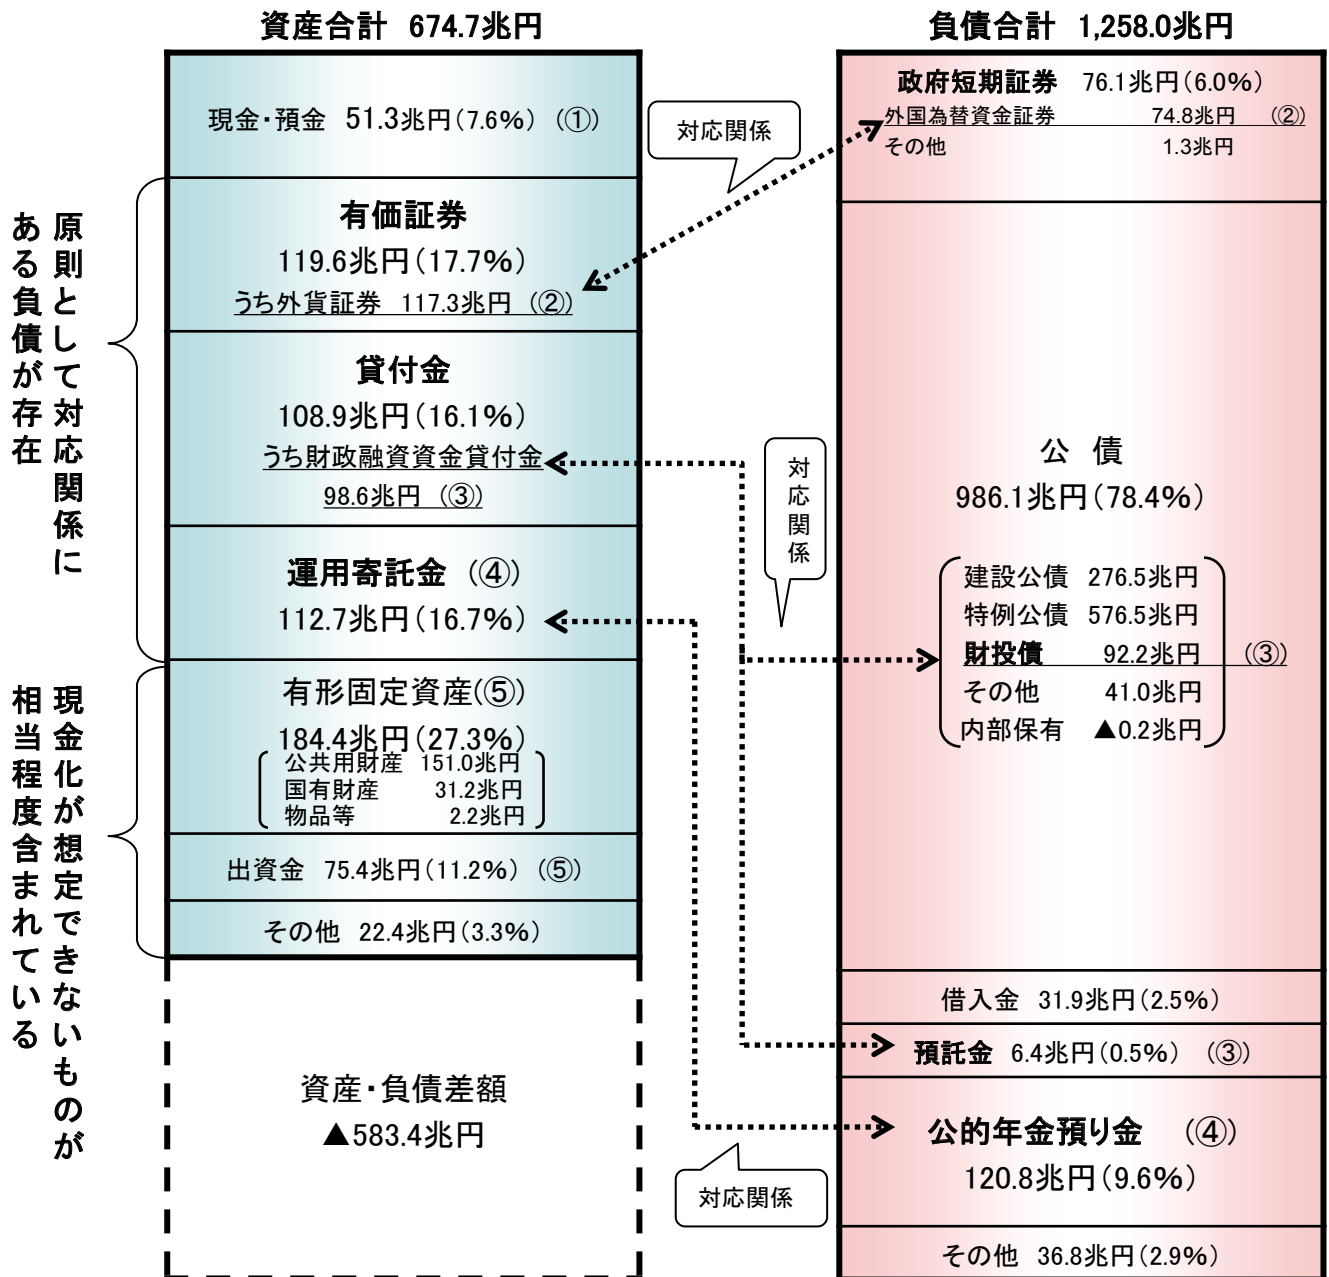 資産合計 674.7兆円
現金・預金 51.3兆円(7.6%) (①)
有価証券
119.6兆円(17.7%)
うち外貨証券 117.3兆円 (②)
貸付金
108.9兆円(16.1%)
うち財政融資資金貸付金
98.6兆円 (③)
運用寄託金 (④)
112.7兆円(16.7%)
有形固定資産(⑤)
184.4兆円(27.3%)
公共用財産 151.0兆円
国有財産 31.2兆円
物品等 2.2兆円
出資金 75.4兆円(11.2%) (⑤)
その他 22.4兆円(3.3%)
資産・負債差額
▲583.4兆円
原則として対応関係に
ある負債が存在
現金化が想定できないものが
相当程度含まれている
対応関係
対応関係
対応関係
負債合計 1,258.0兆円
政府短期証券 76.1兆円(6.0%)
外国為替資金証券 74.8兆円 (②)
その他 1.3兆円
公 債
986.1兆円(78.4%)
建設公債 276.5兆円
特例公債 576.5兆円
財投債 92.2兆円 (③)
その他 41.0兆円
内部保有 ▲0.2兆円
借入金 31.9兆円(2.5%)
預託金 6.4兆円(0.5%) (③)
公的年金預り金 (④)
120.8兆円(9.6%)
その他 36.8兆円(2.9%)